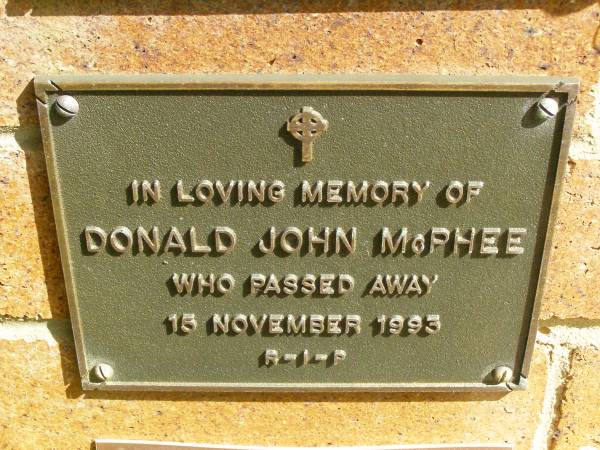 IN LOVING MEMORY OF
DONALD JOHN McPHEE
WHO PASSED AWAY
15 NOVEMBER 1993
R-I-P